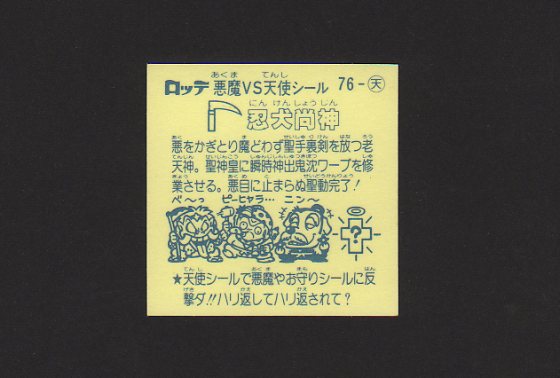 ロッテ 悪魔VS天使シール 76-天
忍犬尚神
悪をかぎとり魔どわず聖手裏剣を放つ老
天神。聖神皇に瞬時神出鬼沈ワープを修
業させる。悪目に止まらぬ聖動完了!
ベ〜っ ピーヒャラ… ニン〜
?
★天使シールで悪魔やお守りシールに反
撃ダ!!ハリ返してハリ返されて?